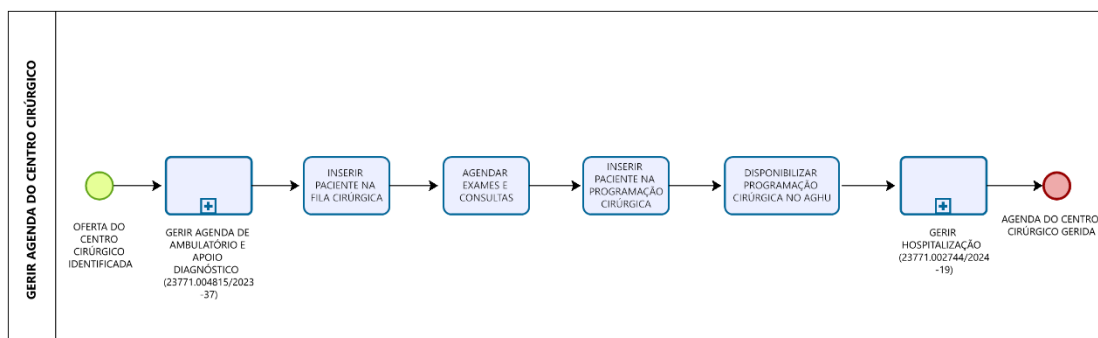 GERIR AGENDA DO CENTRO CIRÚRGICO
OFERTA DO
CENTRO
CIRÚRGICO
IDENTIFICADA
GERIR AGENDA DE
AMBULATÓRIO E
APOIO
DIAGNÓSTICO
(23771.004815/2023
-37)
INSERIR
PACIENTE NA
FILA CIRÚRGICA
AGENDAR
EXAMES E
CONSULTAS
INSERIR
PACIENTE NA
PROGRAMAÇÃO
CIRÚRGICA
DISPONIBILIZAR
PROGRAMAÇÃO
CIRÚRGICA NO AGHU
GERIR
HOSPITALIZAÇÃO
(23771.002744/2024
-19)
AGENDA DO CENTRO
CIRÚRGICO GERIDA